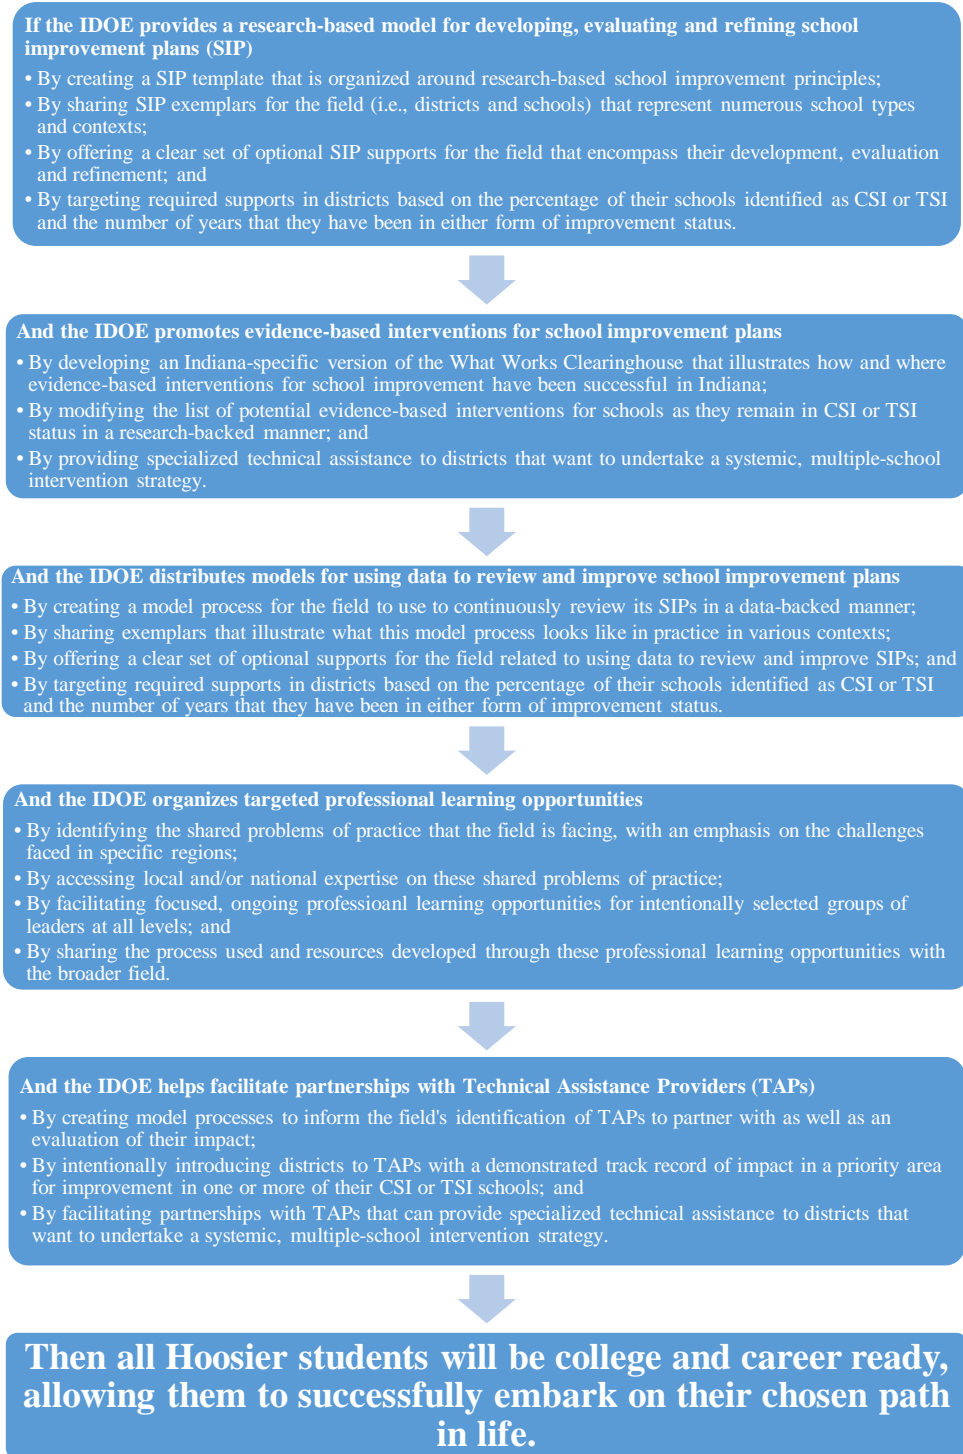 If the IDOE provides a research-based model for developing, evaluating and refining school
improvement plans (SIP)
• By creating a SIP template that is organized around research-based school improvement principles;
• By sharing SIP exemplars for the field (i.e., districts and schools) that represent numerous school types
and contexts;
• By offering a clear set of optional SIP supports for the field that encompass their development, evaluation
and refinement; and
• By targeting required supports in districts based on the percentage of their schools identified as CSI or TSI
and the number of years that they have been in either form of improvement status.
And the IDOE promotes evidence-based interventions for school improvement plans
• By developing an Indiana-specific version of the What Works Clearinghouse that illustrates how and where
evidence-based interventions for school improvement have been successful in Indiana;
• By modifying the list of potential evidence-based interventions for schools as they remain in CSI or TSI
status in a research-backed manner; and
• By providing specialized technical assistance to districts that want to undertake a systemic, multiple-school
intervention strategy.
And the IDOE distributes models for using data to review and improve school improvement plans
• By creating a model process for the field to use to continuously review its SIPs in a data-backed manner;
• By sharing exemplars that illustrate what this model process looks like in practice in various contexts;
• By offering a clear set of optional supports for the field related to using data to review and improve SIPs; and
• By targeting required supports in districts based on the percentage of their schools identified as CSI or TSI
and the number of years that they have been in either form of improvement status.
And the IDOE organizes targeted professional learning opportunities
• By identifying the shared problems of practice that the field is facing, with an emphasis on the challenges
faced in specific regions;
• By accessing local and/or national expertise on these shared problems of practice;
• By facilitating focused, ongoing professioanl learning opportunities for intentionally selected groups of
leaders at all levels; and
• By sharing the process used and resources developed through these professional learning opportunities with
the broader field.
And the IDOE helps facilitate partnerships with Technical Assistance Providers (TAPs)
• By creating model processes to inform the field's identification of TAPs to partner with as well as an
evaluation of their impact;
• By intentionally introducing districts to TAPs with a demonstrated track record of impact in a priority area
for improvement in one or more of their CSI or TSI schools; and
• By facilitating partnerships with TAPs that can provide specialized technical assistance to districts that
want to undertake a systemic, multiple-school intervention strategy.
Then all Hoosier students will be college and career ready,
allowing them to successfully embark on their chosen path
in life.